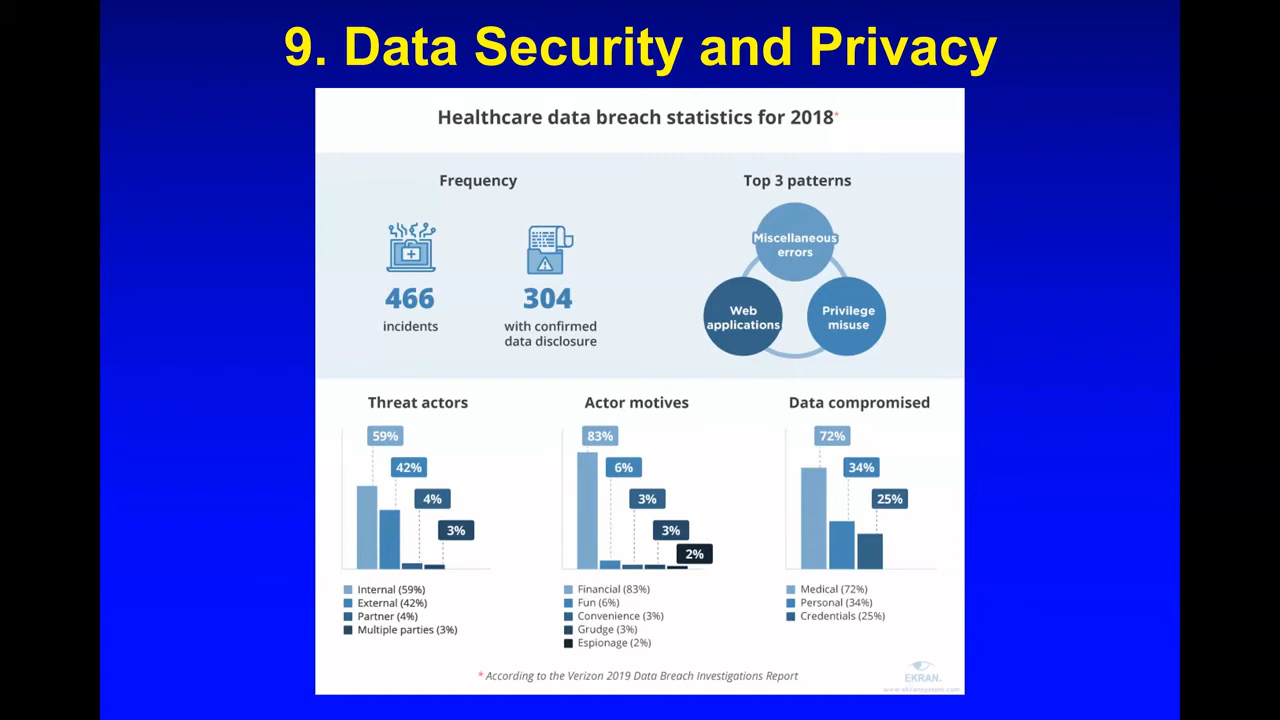 9. Data Security and Privacy
Healthcare data breach statistics for 2018*
Frequency
466
incidents
304
with confirmed
data disclosure
Top 3 patterns
Miscellaneous
errors
Web
applications
Privilege
misuse
Threat actors
59%
42%
4%
3%
Internal (59%)
External (42%)
Partner (4%)
Multiple parties (3%)
Actor motives
83%
6%
3%
3%
2%
Financial (83%)
Fun (6%)
Convenience (3%)
Grudge (3%)
Espionage (2%)
Data compromised
72%
34%
25%
Medical (72%)
Personal (34%)
Credentials (25%)
* According to the Verizon 2019 Data Breach Investigations Report
EKRAN.